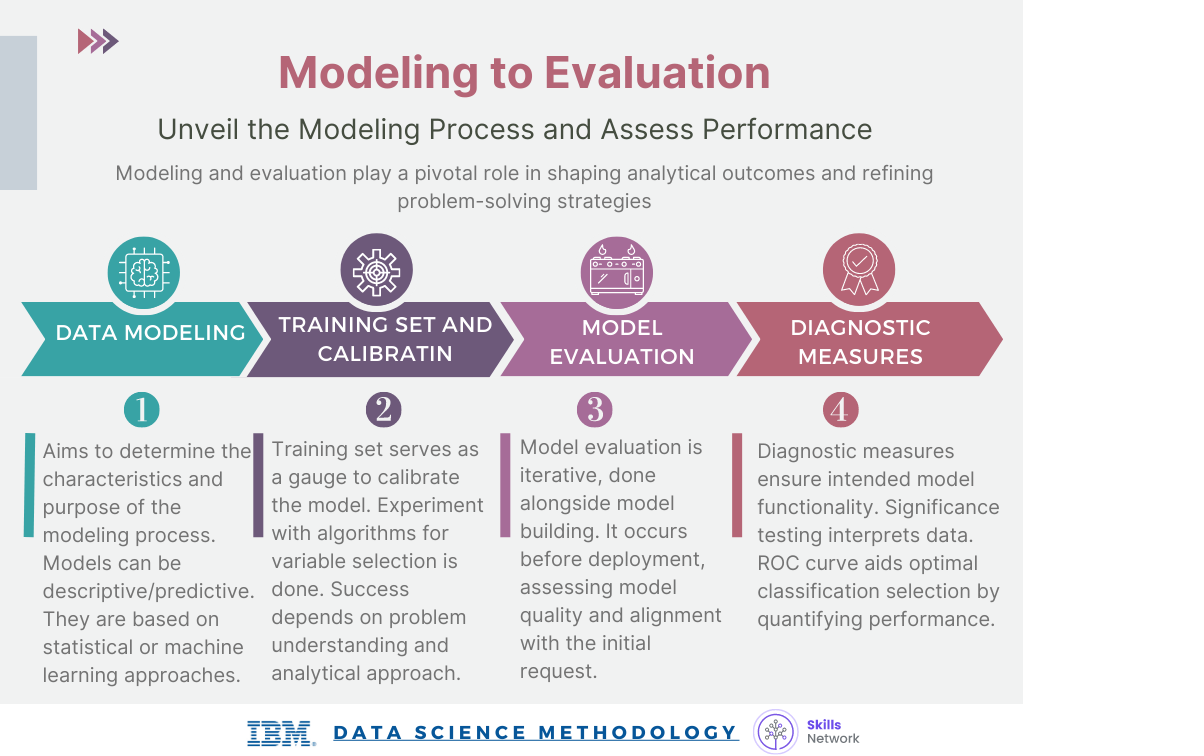 Modeling to Evaluation
Unveil the Modeling Process and Assess Performance
Modeling and evaluation play a pivotal role in shaping analytical outcomes and refining
problem-solving strategies
DATA MODELING
TRAINING SET AND
CALIBRATIN
MODEL
EVALUATION
DIAGNOSTIC
MEASURES
1
Aims to determine the
characteristics and
purpose of the
modeling process.
Models can be
descriptive/predictive.
They are based on
statistical or machine
learning approaches.
2
Training set serves as
a gauge to calibrate
the model. Experiment
with algorithms for
variable selection is
done. Success
depends on problem
understanding and
analytical approach.
3
Model evaluation is
iterative, done
alongside model
building. It occurs
before deployment,
assessing model
quality and alignment
with the initial
request.
4
Diagnostic measures
ensure intended model
functionality. Significance
testing interprets data.
ROC curve aids optimal
classification selection by
quantifying performance.
IBM®
DATA SCIENCE METHODOLOGY
Skills
Network